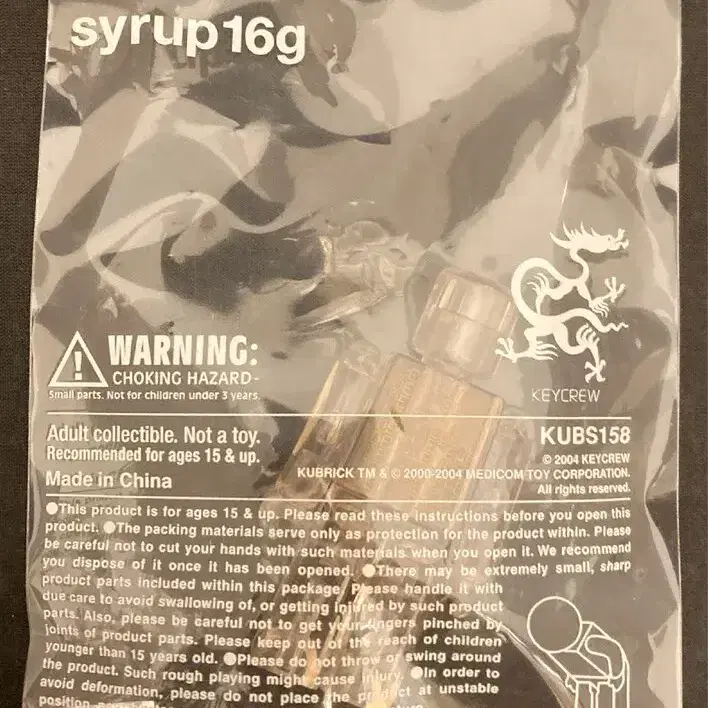 syrup16g
WARNING:
CHOKING HAZARD-
Small parts. Not for children under 3 years.
KEYCREW
Adult collectible. Not a toy.
Recommended for ages 15 & up.
Made in China
KUBS158
© 2004 KEYCREW
KUBRICK TM & © 2000-2004 MEDICOM TOY CORPORATION.
All rights reserved.
●This product is for ages 15 & up. Please read these instructions before you open this
product. ●The packing materials serve only as protection for the product within. Please
be careful not to cut your hands with such materials when you open it. We recommend
you dispose of it once it has been opened. ●There may be extremely small, sharp
product parts included within this package. Please handle it with
due care to avoid swallowing of, or getting injured by such product
parts. Also, please be careful not to get your fingers pinched by
joints of product parts. Please keep out of the reach of children
younger than 15 years old. ●Please do not throw or swing around
the product. Such rough playing might cause injury. ●In order to
avoid deformation, please do not place the product at unstable
position